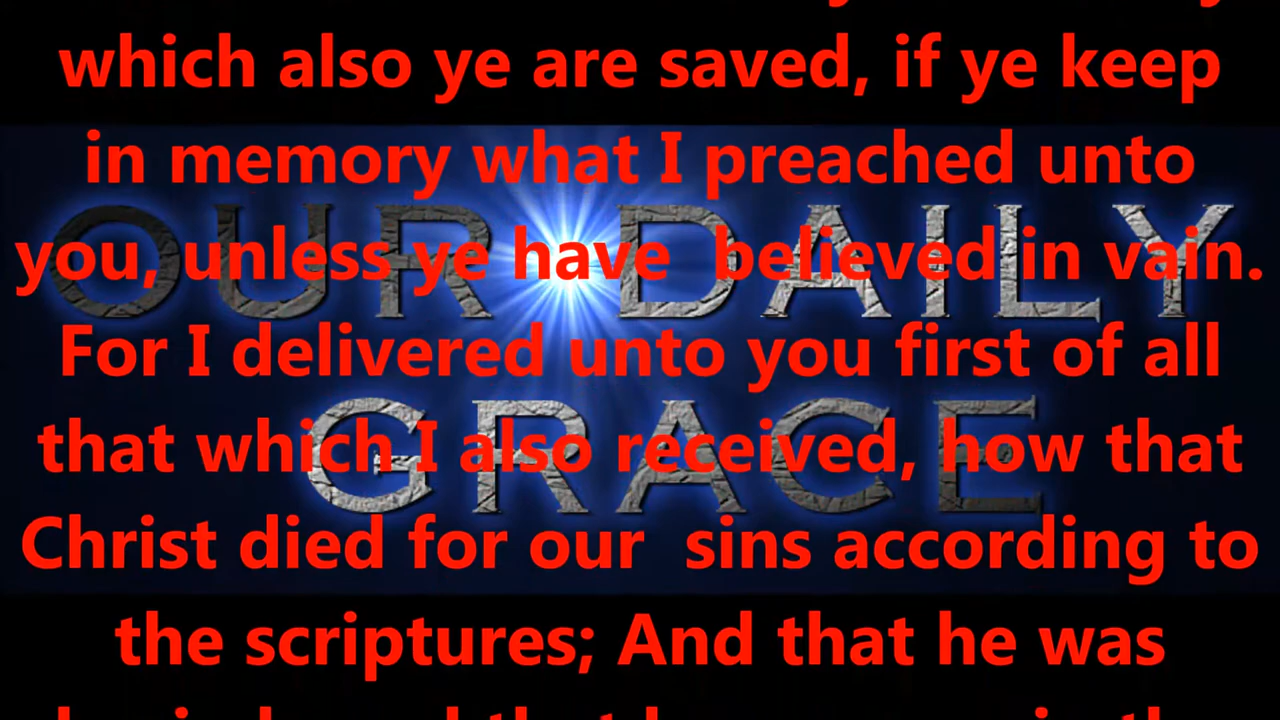 which also ye are saved, if ye keep
in memory what I preached unto
you, unless ye have believed in vain.
For I delivered unto you first of all
that which I also received, how that
Christ died for our sins according to
the scriptures; And that he was
OUR DAILY
GRACE